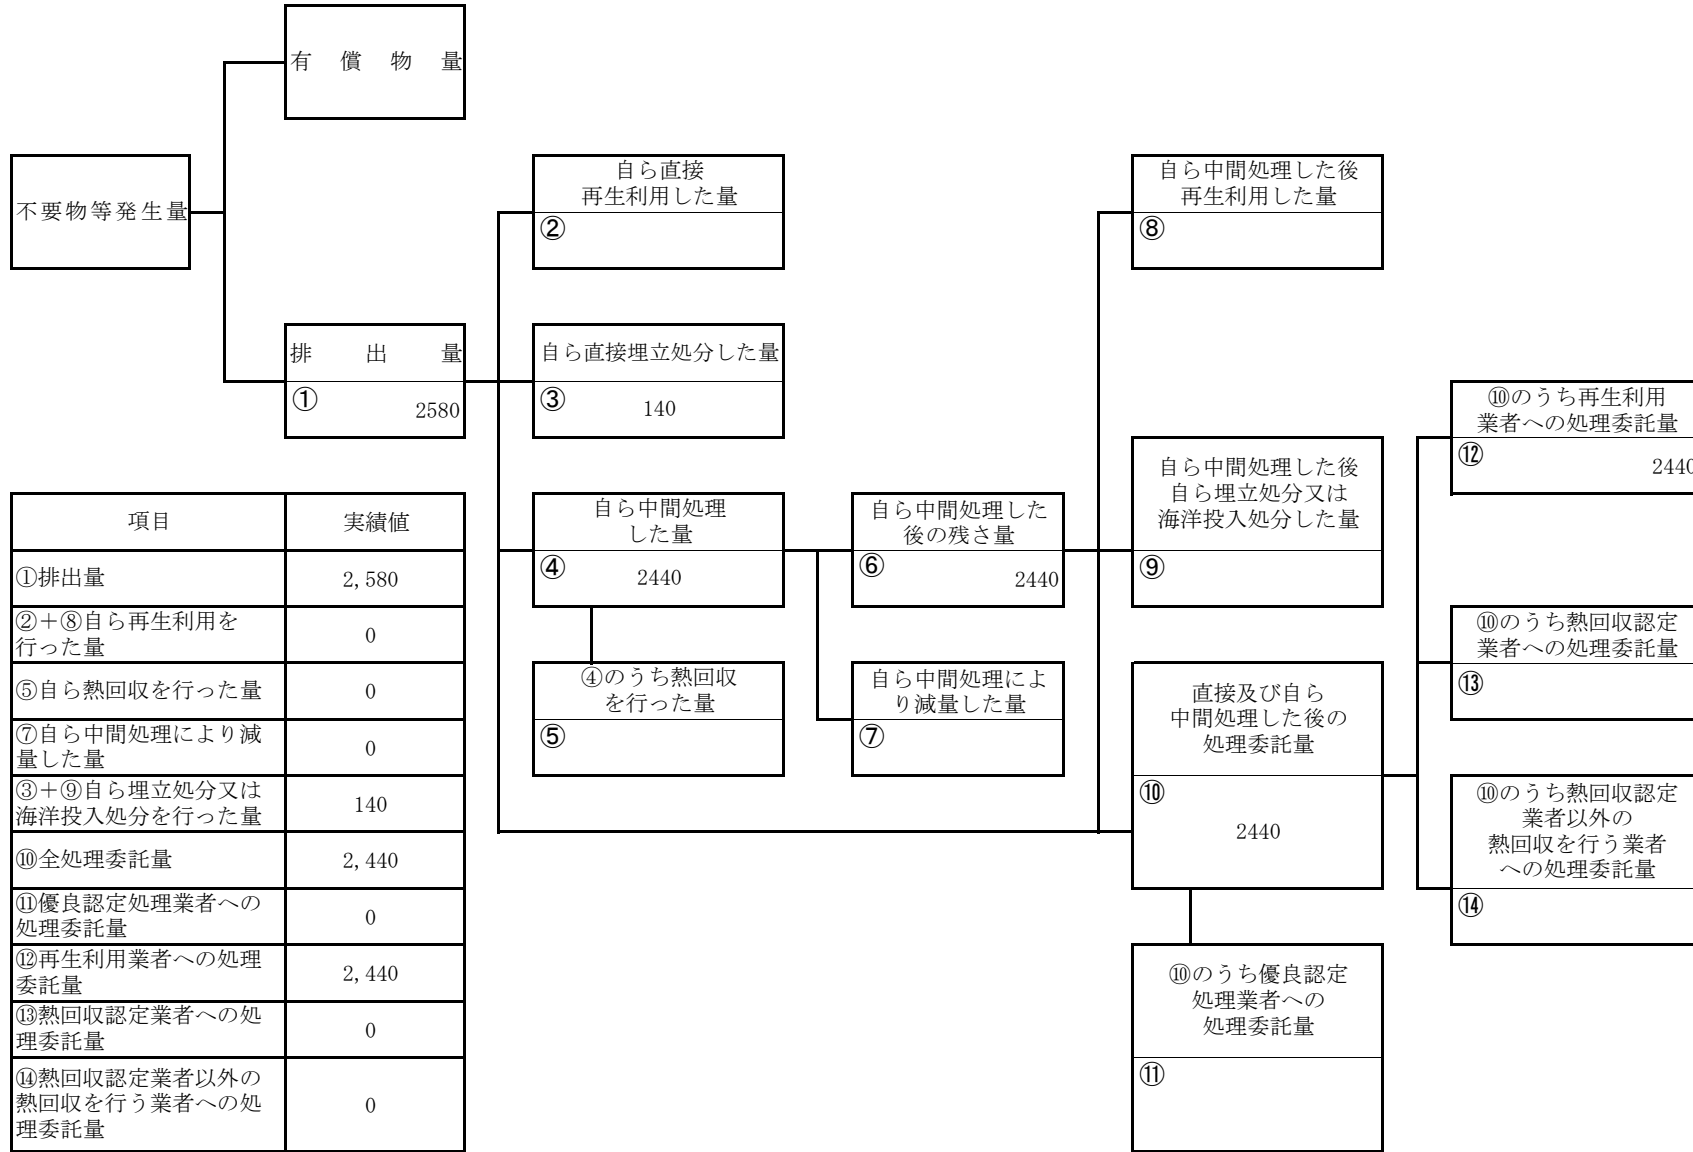 有償物量
不要物等発生量
自ら直接
再生利用した量
②
自ら中間処理した後
再生利用した量
⑧
排出量
①
2580
自ら直接埋立処分した量
③
140
⑩のうち再生利用
業者への処理委託量
⑫
2440
自ら中間処理
した量
④
2440
自ら中間処理した
後の残さ量
⑥
2440
自ら中間処理した後
自ら埋立処分又は
海洋投入処分した量
⑨
④のうち熱回収
を行った量
⑤
自ら中間処理によ
り減量した量
⑦
直接及び自ら
中間処理した後の
処理委託量
⑩
2440
⑩のうち熱回収認定
業者への処理委託量
⑬
⑩のうち熱回収認定
業者以外の
熱回収を行う業者
への処理委託量
⑭
⑩のうち優良認定
処理業者への
処理委託量
⑪
項目 実績値
①排出量 2,580
②＋⑧自ら再生利用を
行った量 0
⑤自ら熱回収を行った量 0
⑦自ら中間処理により減
量した量 0
③＋⑨自ら埋立処分又は
海洋投入処分を行った量 140
⑩全処理委託量 2,440
⑪優良認定処理業者への
処理委託量 0
⑫再生利用業者への処理
委託量 2,440
⑬熱回収認定業者への処
理委託量 0
⑭熱回収認定業者以外の
熱回収を行う業者への処
理委託量 0